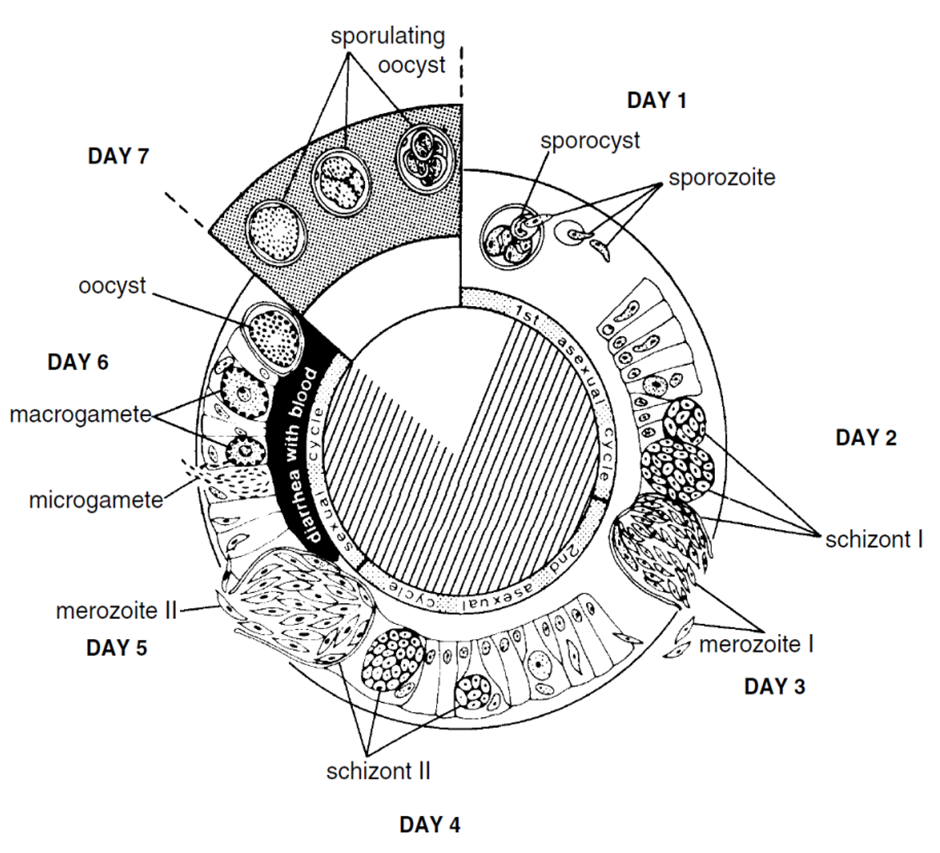 sporulating
oocyst
DAY 1
sporocyst
sporozoite
DAY 7
oocyst
1st asexual cycle
DAY 6
macrogamete
diarrhea with blood
sexual cycle
DAY 2
microgamete
schizont I
2nd asexual cycle
merozoite II
merozoite I
DAY 5
DAY 3
schizont II
DAY 4